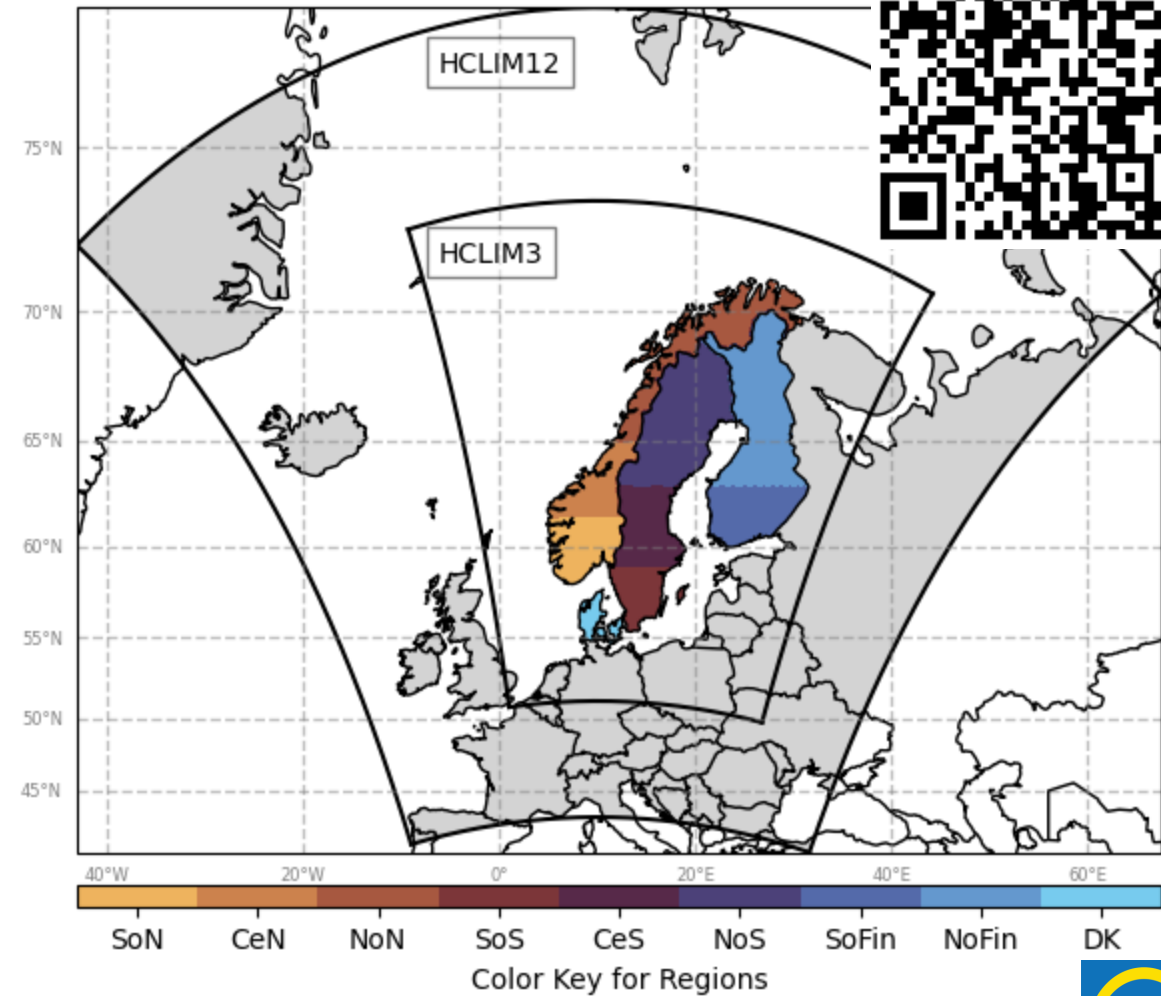 HCLIM12
75°N
HCLIM3
70°N
65°N
60°N
55°N
50°N
45°N
40°W 20°W 0° 20°E 40°E 60°E
SoN CeN NoN SoS CeS NoS SoFin NoFin DK
Color Key for Regions